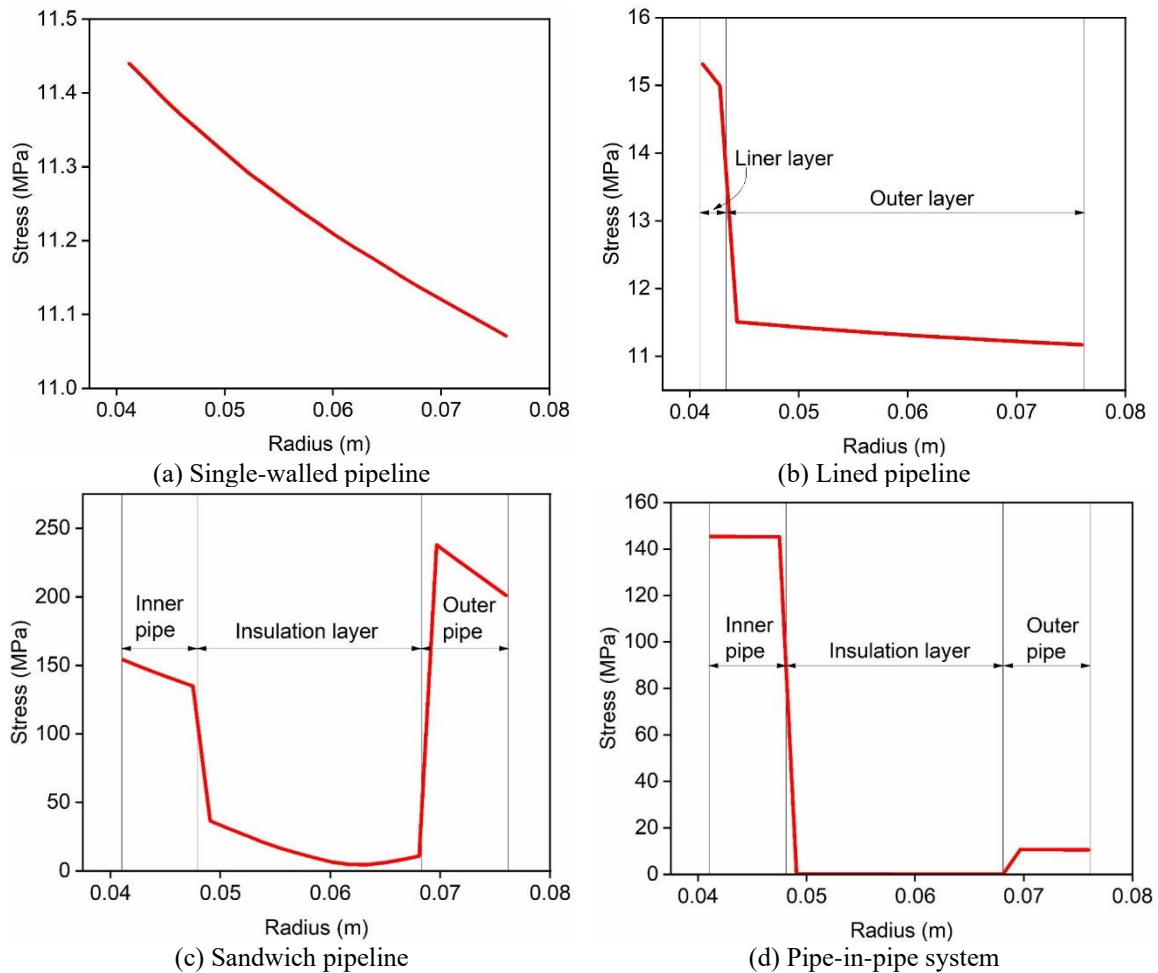 11.5
11.4
11.3
11.2
11.1
11.0
Stress (MPa)
0.04 0.05 0.06 0.07 0.08
Radius (m)
(a) Single-walled pipeline
16
15
14
13
12
11
Stress (MPa)
Liner layer
Outer layer
0.04 0.05 0.06 0.07 0.08
Radius (m)
(b) Lined pipeline
250
200
150
100
50
0
Stress (MPa)
Inner
pipe
Insulation layer
Outer
pipe
0.04 0.05 0.06 0.07 0.08
Radius (m)
(c) Sandwich pipeline
160
140
120
100
80
60
40
20
0
Stress (MPa)
Inner
pipe
Insulation layer
Outer
pipe
0.04 0.05 0.06 0.07 0.08
Radius (m)
(d) Pipe-in-pipe system